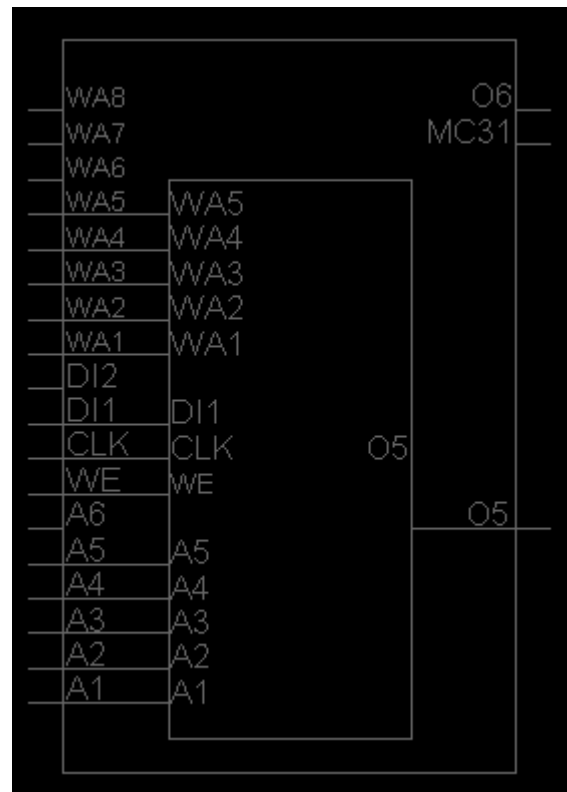 WA8 O6
WA7 MC31
WA6
WA5 WA5
WA4 WA4
WA3 WA3
WA2 WA2
WA1 WA1
DI2
DI1 DI1
CLK CLK O5
WE WE
A6 O5
A5 A5
A4 A4
A3 A3
A2 A2
A1 A1